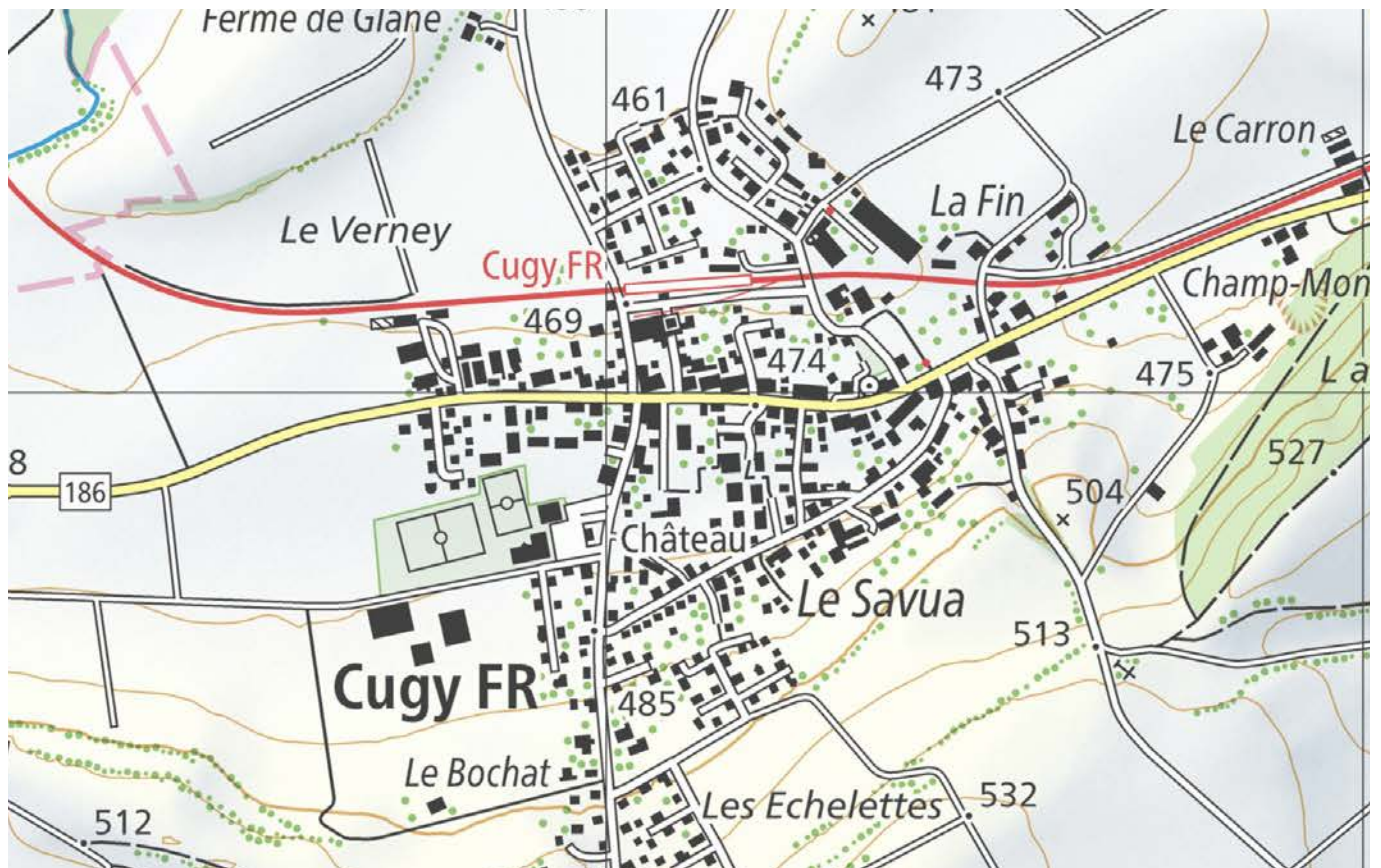 Ferme de Glane
461
473
Le Carron
Le Verney
La Fin
Cugy FR
Champ-Mon
469
474
475
L a
8
186
527
504
Château
Le Savua
513
Cugy FR
485
Le Bochat
Les Echelettes
532
512